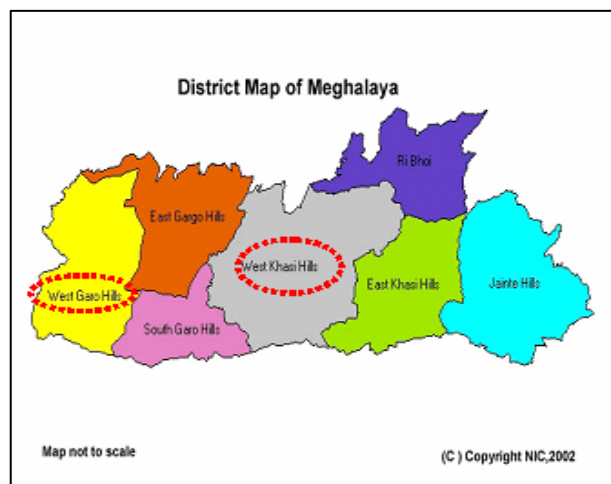 District Map of Meghalaya
Ri Bhoi
East Gargo Hills
West Khasi Hills
East Khasi Hills
Jainte Hills
West Garo Hills
South Garo Hills
Map not to scale
(C ) Copyright NIC,2002